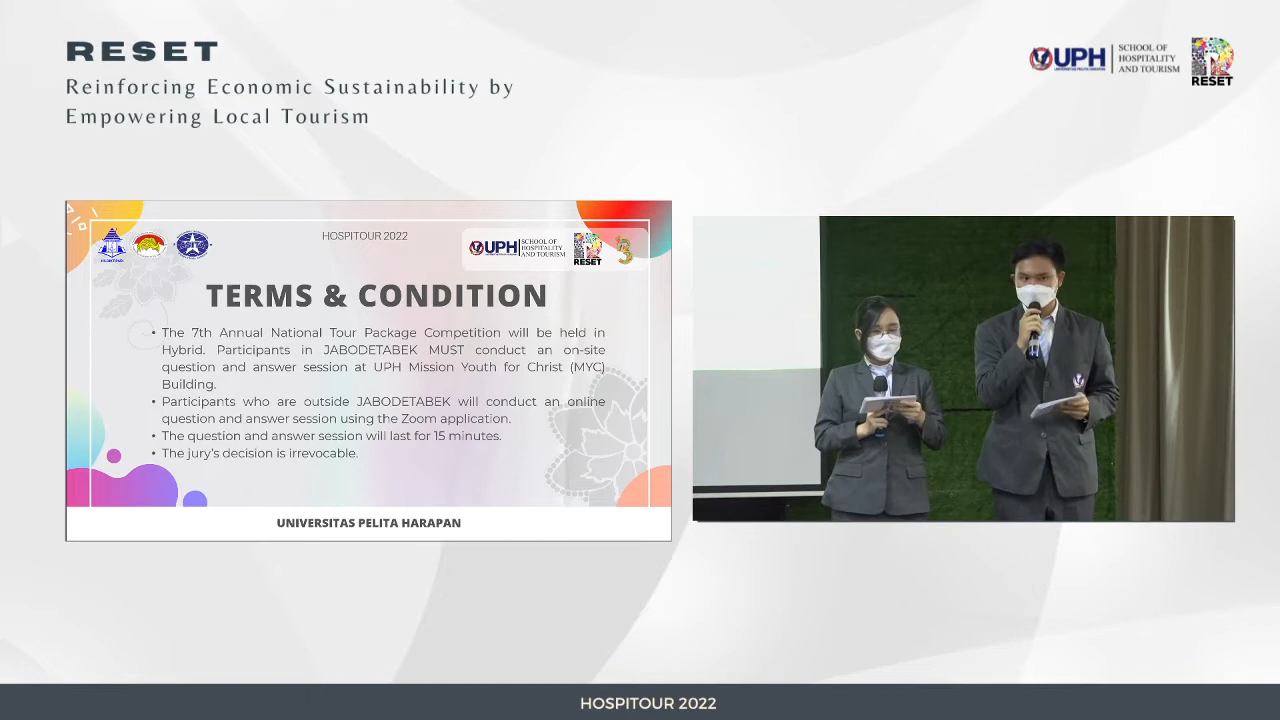 RESET
Reinforcing Economic Sustainability by
Empowering Local Tourism
UPH
UNIVERSITAS PELITA HARAPAN
SCHOOL OF
HOSPITALITY
AND TOURISM
RESET
HOSPITOUR 2022
UPH
SCHOOL OF
HOSPITALITY
AND TOURISM
RESET
TERMS & CONDITION
• The 7th Annual National Tour Package Competition will be held in
Hybrid. Participants in JABODETABEK MUST conduct an on-site
question and answer session at UPH Mission Youth for Christ (MYC)
Building.
• Participants who are outside JABODETABEK will conduct an online
question and answer session using the Zoom application.
• The question and answer session will last for 15 minutes.
• The jury's decision is irrevocable.
UNIVERSITAS PELITA HARAPAN
HOSPITOUR 2022